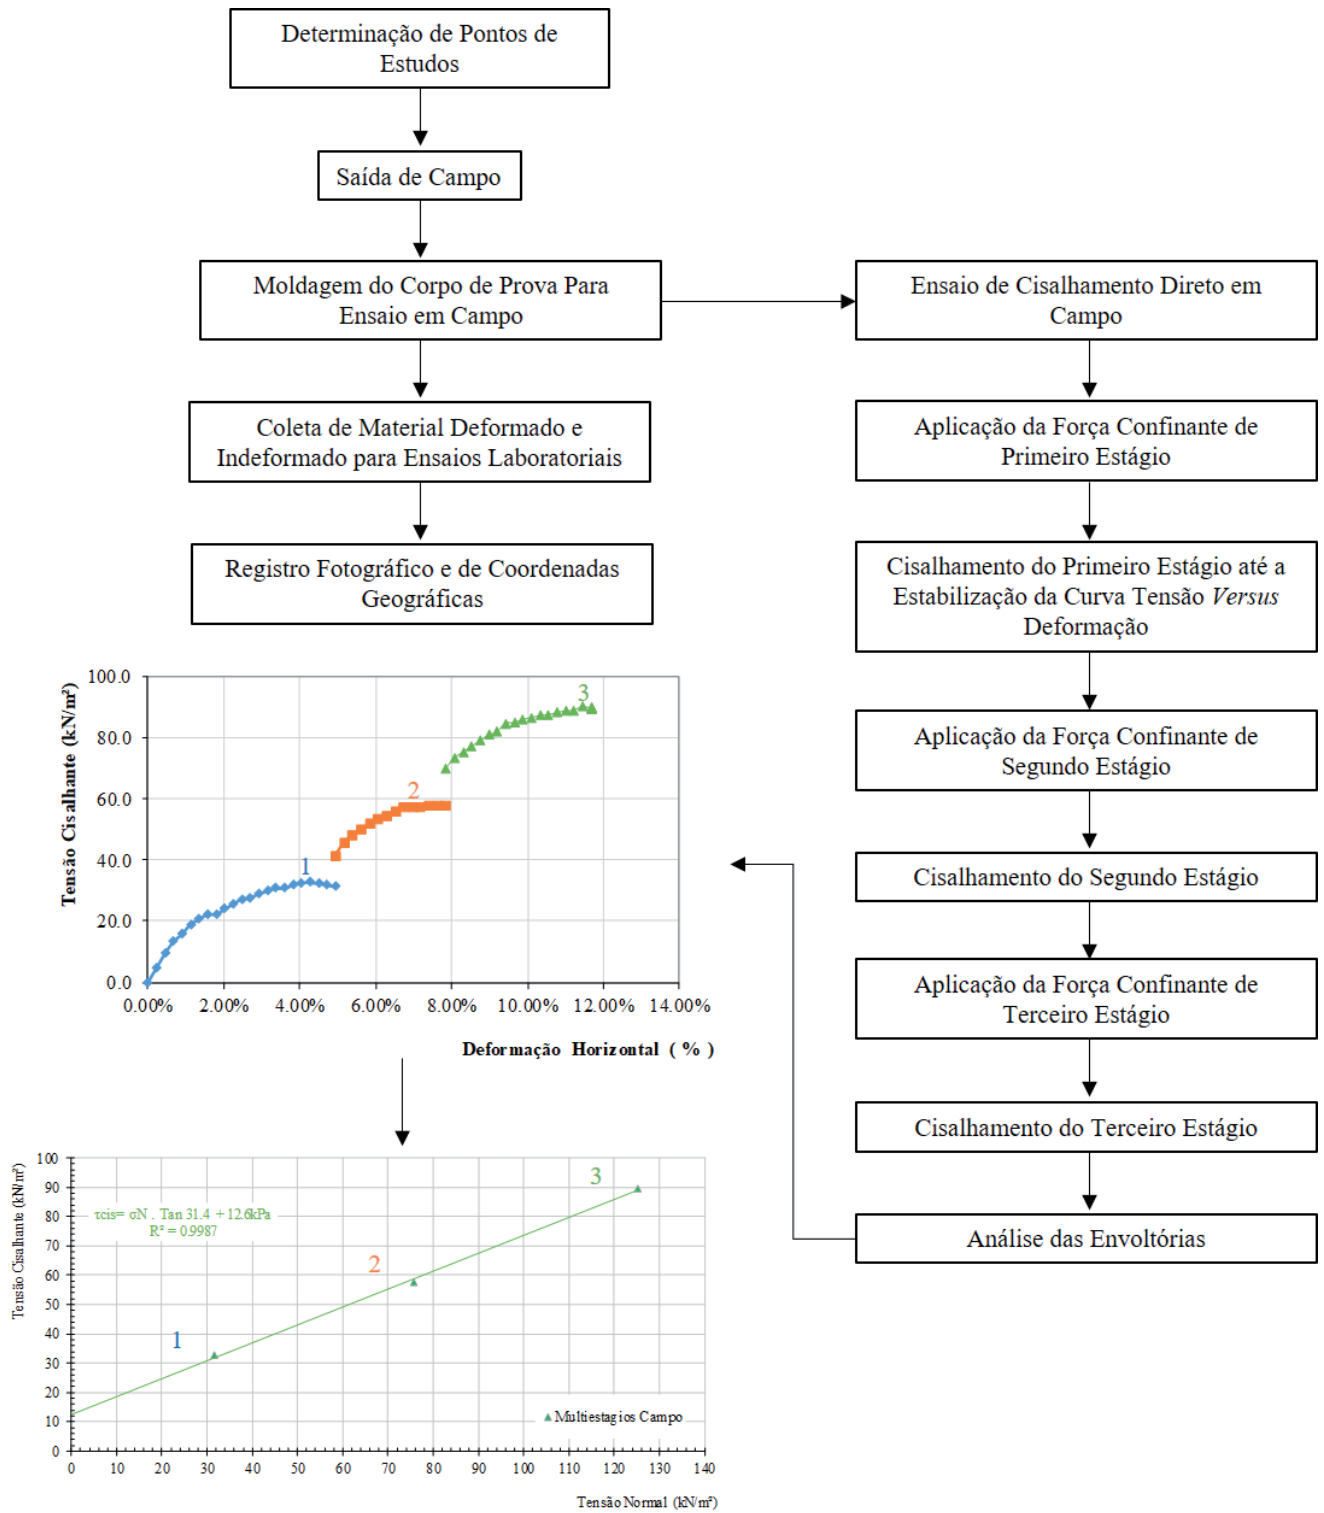 Determinação de Pontos de
Estudos
Saída de Campo
Moldagem do Corpo de Prova Para
Ensaio em Campo
Coleta de Material Deformado e
Indeformado para Ensaios Laboratoriais
Registro Fotográfico e de Coordenadas
Geográficas
Ensaio de Cisalhamento Direto em
Campo
Aplicação da Força Confinante de
Primeiro Estágio
Cisalhamento do Primeiro Estágio até a
Estabilização da Curva Tensão Versus
Deformação
Aplicação da Força Confinante de
Segundo Estágio
Cisalhamento do Segundo Estágio
Aplicação da Força Confinante de
Terceiro Estágio
Cisalhamento do Terceiro Estágio
Análise das Envoltórias
Tensão Cisalhante (kN/m²)
100.0
80.0
60.0
40.0
20.0
0.0
1
2
3
0.00% 2.00% 4.00% 6.00% 8.00% 10.00% 12.00% 14.00%
Deformação Horizontal ( % )
Tensão Cisalhante (kN/m²)
100
90
80
70
60
50
40
30
20
10
0
τcis= σN . Tan 31.4 + 12.6kPa
R² = 0.9987
1
2
3
Multiestagios Campo
0 10 20 30 40 50 60 70 80 90 100 110 120 130 140
Tensão Normal (kN/m²)